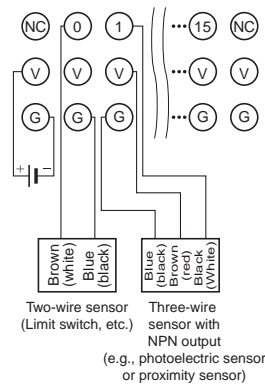 NC 0 1 ••• 15 NC
V V V ••• V V
G G G ••• G G
+ −
Brown
(white)
Blue
(black)
Blue
(black)
Brown
(red)
Black
(White)
Two-wire sensor
(Limit switch, etc.)
Three-wire
sensor with
NPN output
(e.g., photoelectric sensor
or proximity sensor)